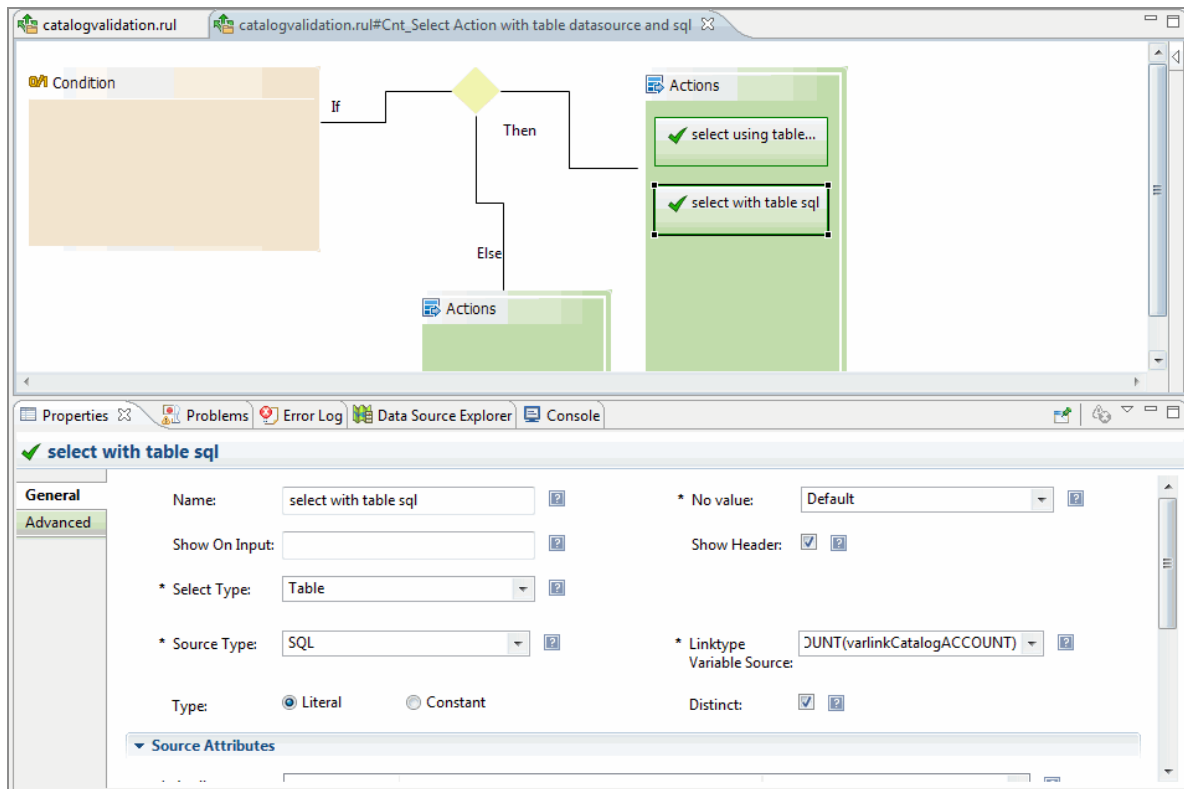 catalogvalidation.rul
catalogvalidation.rul#Cnt_Select Action with table datasource and sql
Condition
If
Then
Else
Actions
select using table...
select with table sql
Actions
Properties
Problems
Error Log
Data Source Explorer
Console
select with table sql
General
Advanced
Name:
select with table sql
* No value:
Default
Show On Input:
Show Header:
* Select Type:
Table
* Source Type:
SQL
* Linktype
Variable Source:
OUNT(varlinkCatalogACCOUNT)
Type:
Literal
Constant
Distinct:
Source Attributes